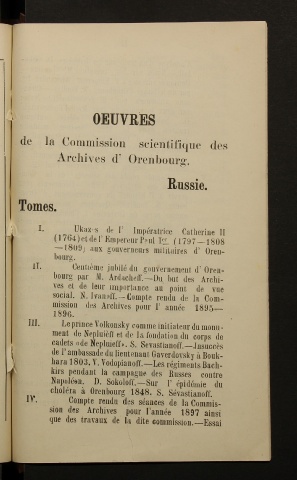 OEUVRES
de la Commission scientifique des
Archives d' Orenbourg.
Russie.
Tomes.
I. Ukaz-s de l' Impératrice Catherine II
(1764) et de l' Empereur Paul I (1797—1808
—1809) aux gouverneurs militaires d' Oren-
bourg.
II. Centième jubilé du gouvernement d' Oren-
bourg par M. Ardacheff.—Du but des Archi-
ves et de leur importance au point de vue
social. N. Ivanoff.—Compte rendu de la Com-
mission des Archives pour l' année 1895—
1896.
III. Le prince Volkonsky comme initiateur du monu-
ment de Nepluieff et de la fondation du corps de
cadets «de Neplueff». S. Sevastianoff.—Insuccès
de l' ambassade du lieutenant Gaverdovsky à Bouk-
hara 1803, V. Vodopianoff.—Les régiments Bach-
kirs pendant la campagne des Russes contre
Napoléon. D. Sokoloff.—Sur l' épidémie du
choléra à Orenbourg 1848. S. Sévastianoff.
IV. Compte rendu des séances de la Commis-
sion des Archives pour l' année 1897 ainsi
que des travaux de la dite commission.—Essai